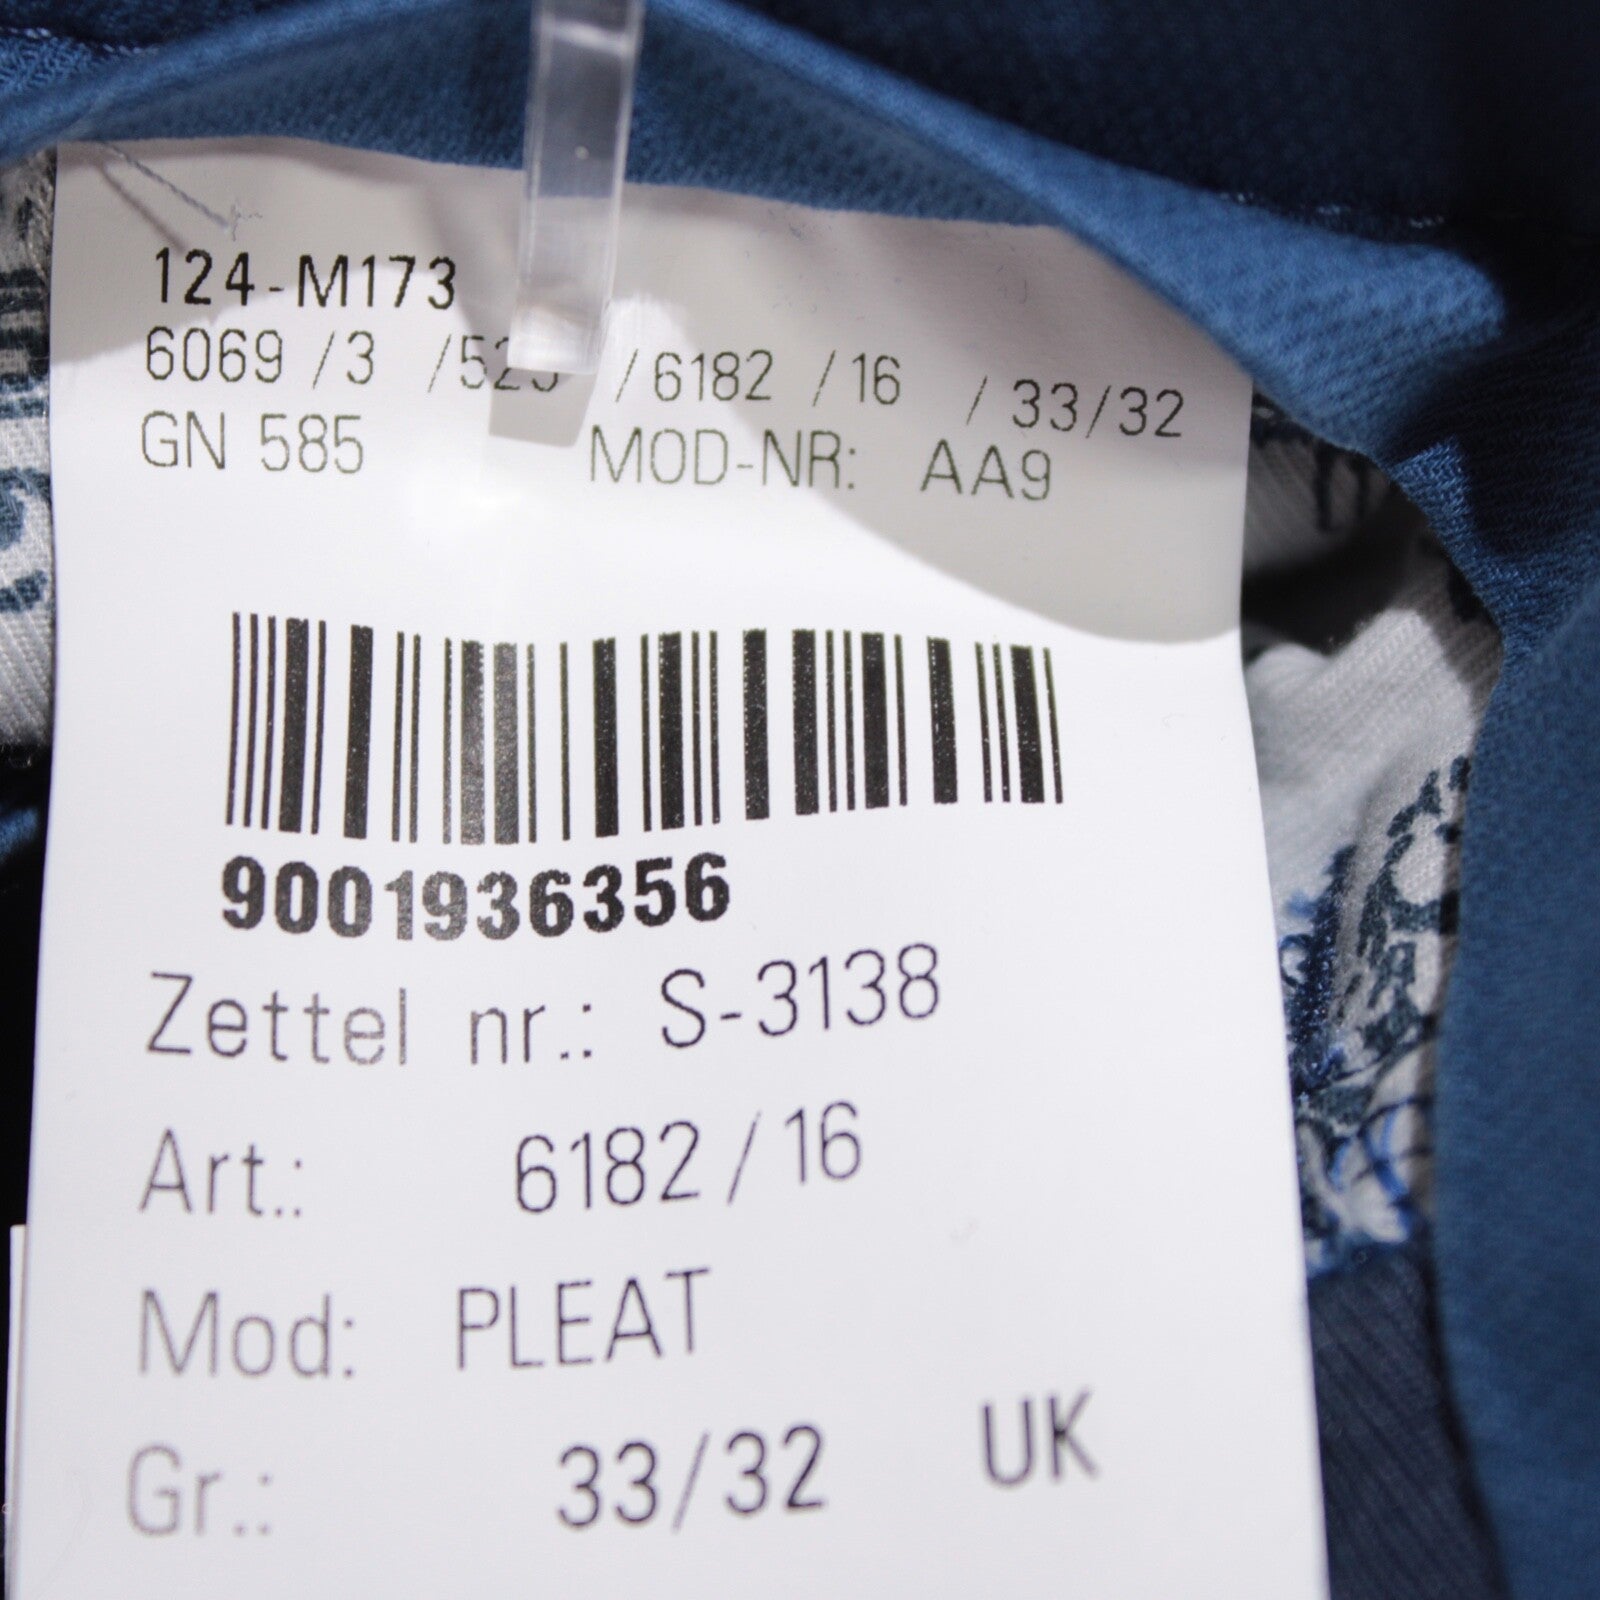 124-M173
6069 /3 /6182 /16 / 33/32
GN 585 MOD-NR: AA9
9001936356
Zettel nr.: S-3138
Art.: 6182/16
Mod: PLEAT
Gr.: 33/32 UK